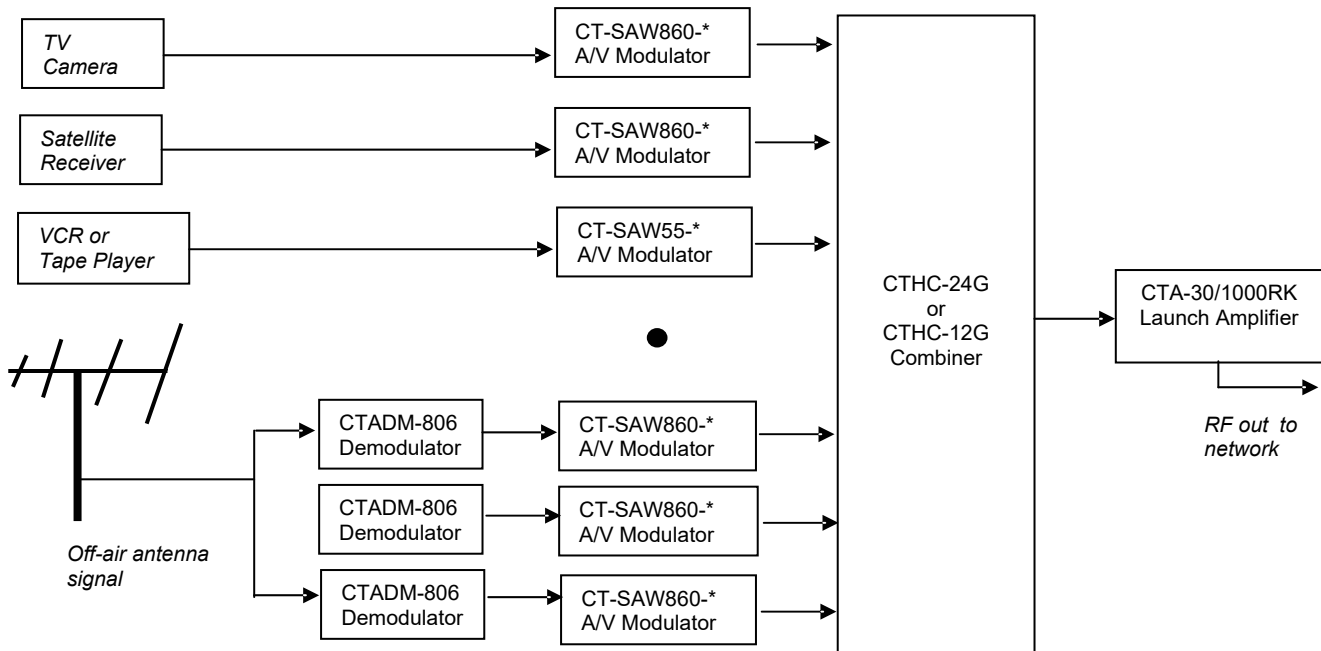 TV
Camera
CT-SAW860-*
A/V Modulator
Satellite
Receiver
CT-SAW860-*
A/V Modulator
VCR or
Tape Player
CT-SAW55-*
A/V Modulator
CTHC-24G
or
CTHC-12G
Combiner
CTA-30/1000RK
Launch Amplifier
RF out to
network
Off-air antenna
signal
CTADM-806
Demodulator
CT-SAW860-*
A/V Modulator
CTADM-806
Demodulator
CT-SAW860-*
A/V Modulator
CTADM-806
Demodulator
CT-SAW860-*
A/V Modulator